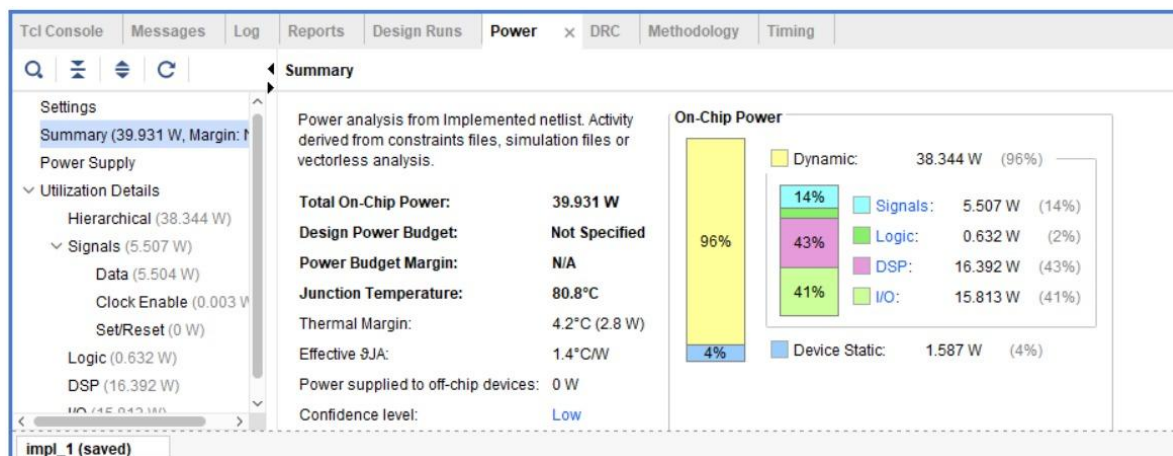 Tcl Console Messages Log Reports Design Runs Power × DRC Methodology Timing
Summary
Settings
Summary (39.931 W, Margin: N
Power Supply
Utilization Details
Hierarchical (38.344 W)
Signals (5.507 W)
Data (5.504 W)
Clock Enable (0.003 W
Set/Reset (0 W)
Logic (0.632 W)
DSP (16.392 W)
I/O (15.813 W)
Power analysis from Implemented netlist. Activity
derived from constraints files, simulation files or
vectorless analysis.
Total On-Chip Power: 39.931 W
Design Power Budget: Not Specified
Power Budget Margin: N/A
Junction Temperature: 80.8°C
Thermal Margin: 4.2°C (2.8 W)
Effective ϑJA: 1.4°C/W
Power supplied to off-chip devices: 0 W
Confidence level: Low
On-Chip Power
96%
4%
Dynamic: 38.344 W (96%)
14%
43%
41%
Signals: 5.507 W (14%)
Logic: 0.632 W (2%)
DSP: 16.392 W (43%)
I/O: 15.813 W (41%)
Device Static: 1.587 W (4%)
impl_1 (saved)